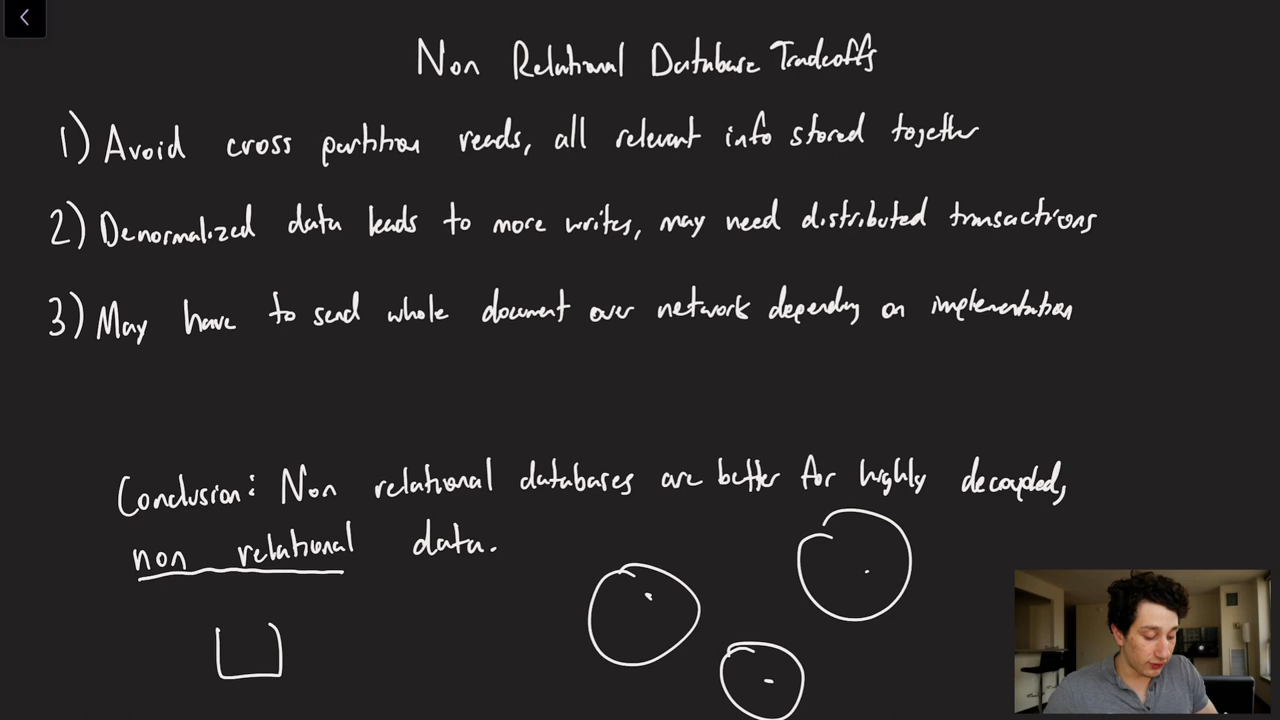 Non Relational Database Tradeoffs
1) Avoid cross partition reads, all relevant info stored together
2) Denormalized data leads to more writes, may need distributed transactions
3) May have to send whole document over network depending on implementation
Conclusion: Non relational databases are better for highly decoupled,
non relational data.